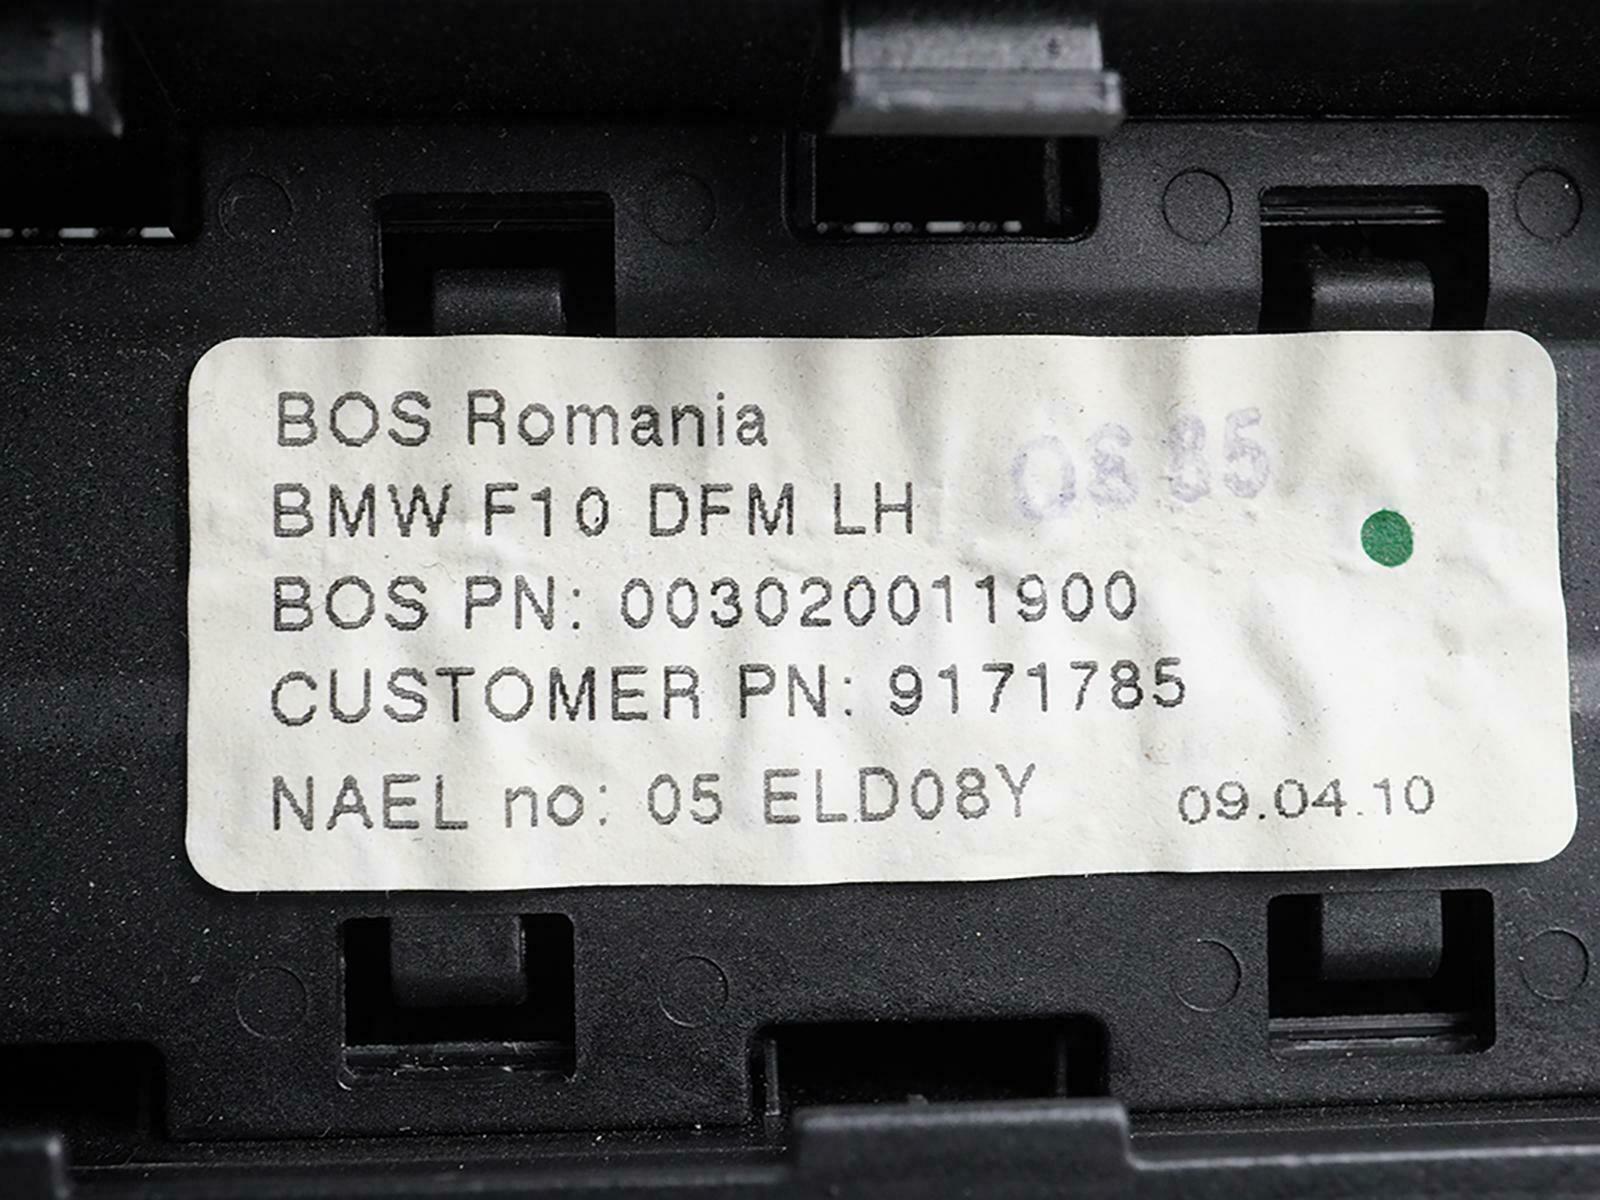 BOS Romania
BMW F10 DFM LH
BOS PN: 003020011900
CUSTOMER PN: 9171785
NAEL no: 05 ELD08Y 09.04.10